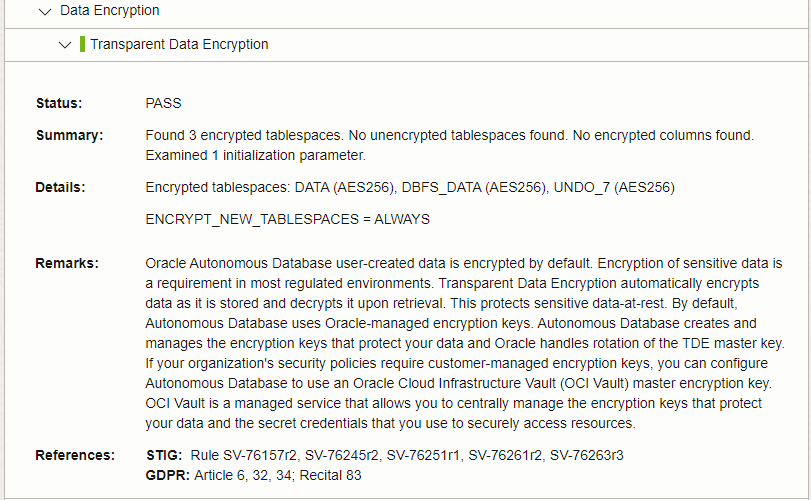 Data Encryption
Transparent Data Encryption
Status: PASS
Summary: Found 3 encrypted tablespaces. No unencrypted tablespaces found. No encrypted columns found.
Examined 1 initialization parameter.
Details: Encrypted tablespaces: DATA (AES256), DBFS_DATA (AES256), UNDO_7 (AES256)
ENCRYPT_NEW_TABLESPACES = ALWAYS
Remarks: Oracle Autonomous Database user-created data is encrypted by default. Encryption of sensitive data is
a requirement in most regulated environments. Transparent Data Encryption automatically encrypts
data as it is stored and decrypts it upon retrieval. This protects sensitive data-at-rest. By default,
Autonomous Database uses Oracle-managed encryption keys. Autonomous Database creates and
manages the encryption keys that protect your data and Oracle handles rotation of the TDE master key.
If your organization's security policies require customer-managed encryption keys, you can configure
Autonomous Database to use an Oracle Cloud Infrastructure Vault (OCI Vault) master encryption key.
OCI Vault is a managed service that allows you to centrally manage the encryption keys that protect
your data and the secret credentials that you use to securely access resources.
References: STIG: Rule SV-76157r2, SV-76245r2, SV-76251r1, SV-76261r2, SV-76263r3
GDPR: Article 6, 32, 34; Recital 83